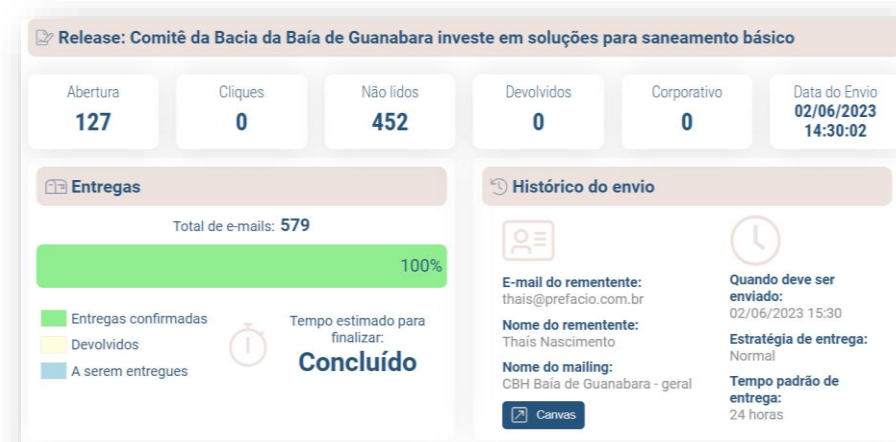 Release: Comitê da Bacia da Baía de Guanabara investe em soluções para saneamento básico
Abertura
127
Cliques
0
Não lidos
452
Devolvidos
0
Corporativo
0
Data do Envio
02/06/2023
14:30:02
Entregas
Total de e-mails: 579
100%
Entregas confirmadas
Devolvidos
A serem entregues
Tempo estimado para
finalizar:
Concluído
Histórico do envio
E-mail do rementente:
thais@prefacio.com.br
Nome do rementente:
Thaís Nascimento
Nome do mailing:
CBH Baía de Guanabara - geral
Canvas
Quando deve ser
enviado:
02/06/2023 15:30
Estratégia de entrega:
Normal
Tempo padrão de
entrega:
24 horas